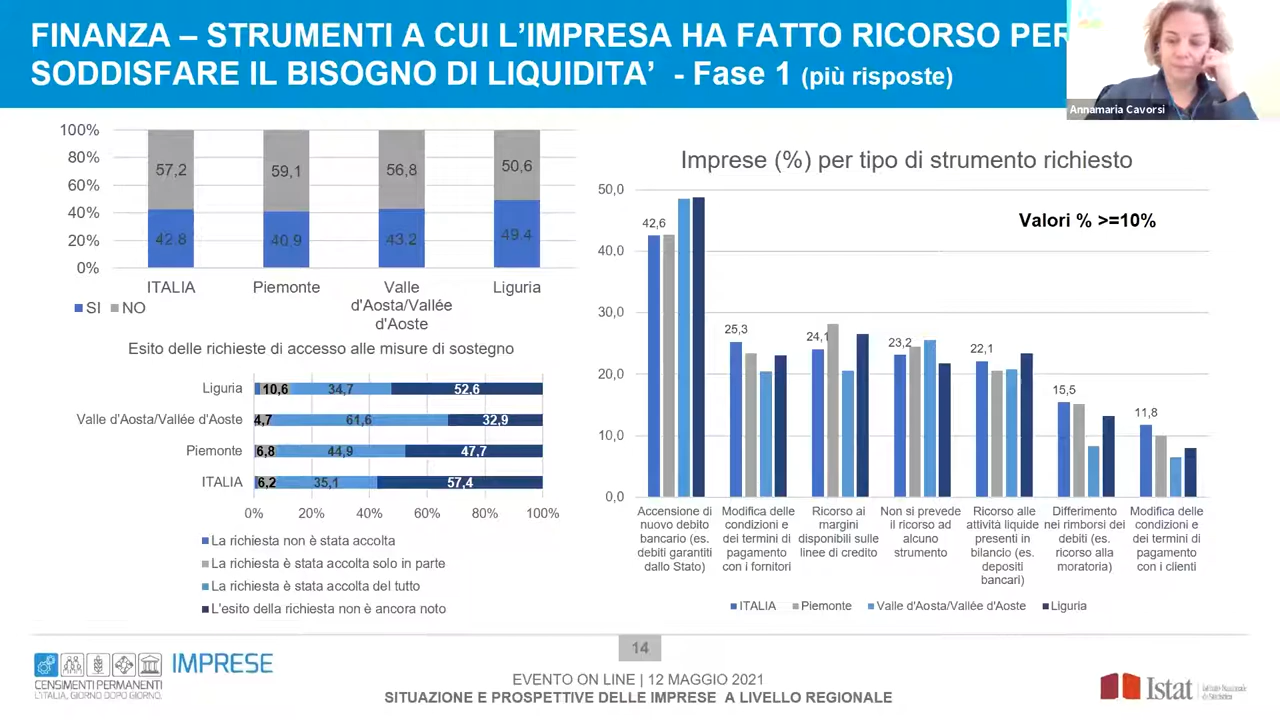 FINANZA – STRUMENTI A CUI L'IMPRESA HA FATTO RICORSO PER
SODDISFARE IL BISOGNO DI LIQUIDITA' - Fase 1 (più risposte)
Annamaria Cavorsi
100%
80%
60%
40%
20%
0%
57,2
59,1
56,8
50,6
42,8
40,9
43,2
49,4
ITALIA
Piemonte
Valle
d'Aosta/Vallée
d'Aoste
Liguria
SI
NO
Esito delle richieste di accesso alle misure di sostegno
Liguria
10,6
34,7
52,6
Valle d'Aosta/Vallée d'Aoste
4,7
61,6
32,9
Piemonte
6,8
44,9
47,7
ITALIA
6,2
35,1
57,4
0%
20%
40%
60%
80%
100%
La richiesta non è stata accolta
La richiesta è stata accolta solo in parte
La richiesta è stata accolta del tutto
L'esito della richiesta non è ancora noto
Imprese (%) per tipo di strumento richiesto
Valori % >=10%
50,0
40,0
30,0
20,0
10,0
0,0
42,6
25,3
24,1
23,2
22,1
15,5
11,8
Accensione di
nuovo debito
bancario (es.
debiti garantiti
dallo Stato)
Modifica delle
condizioni e
dei termini di
pagamento
con i fornitori
Ricorso ai
margini
disponibili sulle
linee di credito
Non si prevede
il ricorso ad
alcuno
strumento
Ricorso alle
attività liquide
presenti in
bilancio (es.
depositi
bancari)
Differimento
nei rimborsi dei
debiti (es.
ricorso alla
moratoria)
Modifica delle
condizioni e
dei termini di
pagamento
con i clienti
ITALIA
Piemonte
Valle d'Aosta/Vallée d'Aoste
Liguria
14
IMPRESE
CENSIMENTI PERMANENTI
L'ITALIA, GIORNO DOPO GIORNO.
EVENTO ON LINE | 12 MAGGIO 2021
SITUAZIONE E PROSPETTIVE DELLE IMPRESE A LIVELLO REGIONALE
Istat
Istituto Nazionale
di Statistica